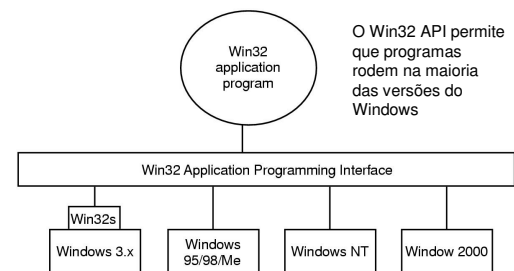 Win32
application
program
O Win32 API permite
que programas
rodem na maioria
das versões do
Windows
Win32 Application Programming Interface
Win32s
Windows 3.x
Windows
95/98/Me
Windows NT
Window 2000